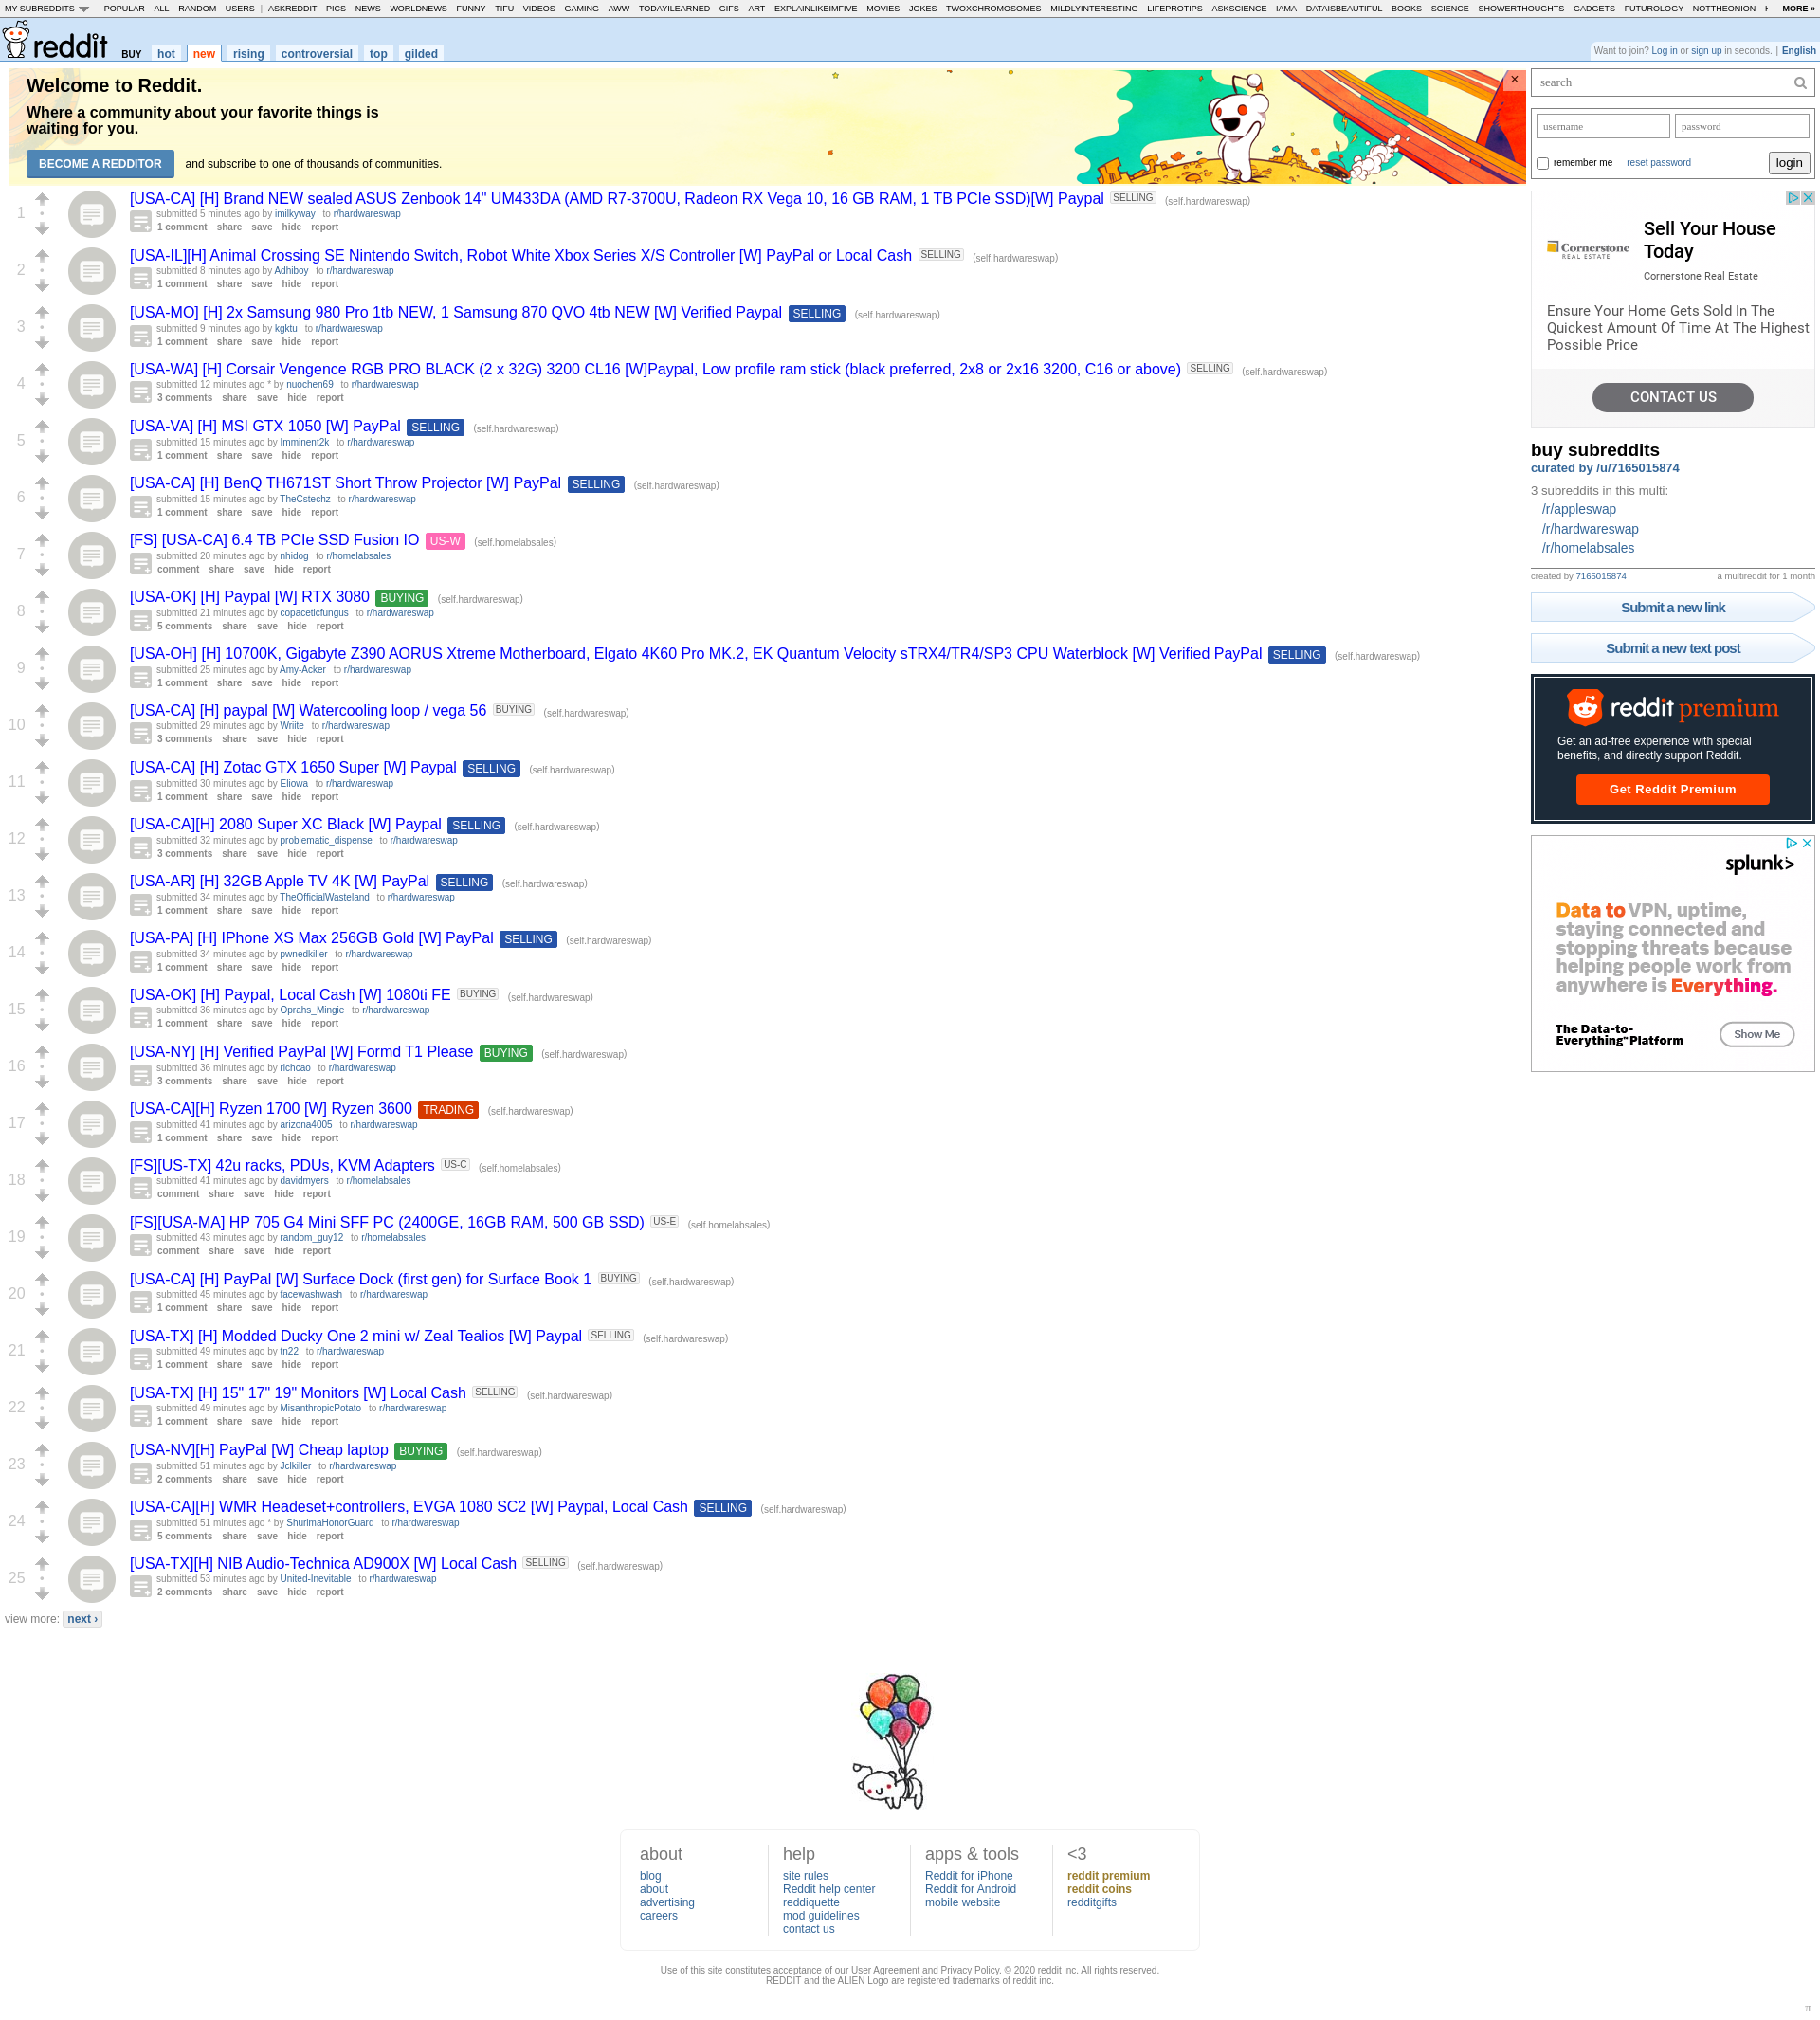 MY SUBREDDITS POPULAR - ALL - RANDOM - USERS | ASKREDDIT - PICS - NEWS - WORLDNEWS - FUNNY - TIFU - VIDEOS - GAMING - AWW - TODAYILEARNED - GIFS - ART - EXPLAINLIKEIMFIVE - MOVIES - JOKES - TWOXCHROMOSOMES - MILDLYINTERESTING - LIFEPROTIPS - ASKSCIENCE - IAMA - DATAISBEAUTIFUL - BOOKS - SCIENCE - SHOWERTHOUGHTS - GADGETS - FUTUROLOGY - NOTTHEONION - MORE »
reddit BUY hot new rising controversial top gilded
Want to join? Log in or sign up in seconds. | English
Welcome to Reddit.
Where a community about your favorite things is
waiting for you.
BECOME A REDDITOR and subscribe to one of thousands of communities.
1
[USA-CA] [H] Brand NEW sealed ASUS Zenbook 14" UM433DA (AMD R7-3700U, Radeon RX Vega 10, 16 GB RAM, 1 TB PCIe SSD)[W] Paypal SELLING (self.hardwareswap)
submitted 5 minutes ago by imilkyway to r/hardwareswap
1 comment share save hide report
2
[USA-IL][H] Animal Crossing SE Nintendo Switch, Robot White Xbox Series X/S Controller [W] PayPal or Local Cash SELLING (self.hardwareswap)
submitted 8 minutes ago by Adhiboy to r/hardwareswap
1 comment share save hide report
3
[USA-MO] [H] 2x Samsung 980 Pro 1tb NEW, 1 Samsung 870 QVO 4tb NEW [W] Verified Paypal SELLING (self.hardwareswap)
submitted 9 minutes ago by kgktu to r/hardwareswap
1 comment share save hide report
4
[USA-WA] [H] Corsair Vengence RGB PRO BLACK (2 x 32G) 3200 CL16 [W]Paypal, Low profile ram stick (black preferred, 2x8 or 2x16 3200, C16 or above) SELLING (self.hardwareswap)
submitted 12 minutes ago * by nuochen69 to r/hardwareswap
3 comments share save hide report
5
[USA-VA] [H] MSI GTX 1050 [W] PayPal SELLING (self.hardwareswap)
submitted 15 minutes ago by Imminent2k to r/hardwareswap
1 comment share save hide report
6
[USA-CA] [H] BenQ TH671ST Short Throw Projector [W] PayPal SELLING (self.hardwareswap)
submitted 15 minutes ago by TheCstechz to r/hardwareswap
1 comment share save hide report
7
[FS] [USA-CA] 6.4 TB PCIe SSD Fusion IO US-W (self.homelabsales)
submitted 20 minutes ago by nhidog to r/homelabsales
comment share save hide report
8
[USA-OK] [H] Paypal [W] RTX 3080 BUYING (self.hardwareswap)
submitted 21 minutes ago by copaceticfungus to r/hardwareswap
5 comments share save hide report
9
[USA-OH] [H] 10700K, Gigabyte Z390 AORUS Xtreme Motherboard, Elgato 4K60 Pro MK.2, EK Quantum Velocity sTRX4/TR4/SP3 CPU Waterblock [W] Verified PayPal SELLING (self.hardwareswap)
submitted 25 minutes ago by Amy-Acker to r/hardwareswap
1 comment share save hide report
10
[USA-CA] [H] paypal [W] Watercooling loop / vega 56 BUYING (self.hardwareswap)
submitted 29 minutes ago by Wriite to r/hardwareswap
3 comments share save hide report
11
[USA-CA] [H] Zotac GTX 1650 Super [W] Paypal SELLING (self.hardwareswap)
submitted 30 minutes ago by Eliowa to r/hardwareswap
1 comment share save hide report
12
[USA-CA][H] 2080 Super XC Black [W] Paypal SELLING (self.hardwareswap)
submitted 32 minutes ago by problematic_dispense to r/hardwareswap
3 comments share save hide report
13
[USA-AR] [H] 32GB Apple TV 4K [W] PayPal SELLING (self.hardwareswap)
submitted 34 minutes ago by TheOfficialWasteland to r/hardwareswap
1 comment share save hide report
14
[USA-PA] [H] IPhone XS Max 256GB Gold [W] PayPal SELLING (self.hardwareswap)
submitted 34 minutes ago by pwnedkiller to r/hardwareswap
1 comment share save hide report
15
[USA-OK] [H] Paypal, Local Cash [W] 1080ti FE BUYING (self.hardwareswap)
submitted 36 minutes ago by Oprahs_Mingie to r/hardwareswap
1 comment share save hide report
16
[USA-NY] [H] Verified PayPal [W] Formd T1 Please BUYING (self.hardwareswap)
submitted 36 minutes ago by richcao to r/hardwareswap
3 comments share save hide report
17
[USA-CA][H] Ryzen 1700 [W] Ryzen 3600 TRADING (self.hardwareswap)
submitted 41 minutes ago by arizona4005 to r/hardwareswap
1 comment share save hide report
18
[FS][US-TX] 42u racks, PDUs, KVM Adapters US-C (self.homelabsales)
submitted 41 minutes ago by davidmyers to r/homelabsales
comment share save hide report
19
[FS][USA-MA] HP 705 G4 Mini SFF PC (2400GE, 16GB RAM, 500 GB SSD) US-E (self.homelabsales)
submitted 43 minutes ago by random_guy12 to r/homelabsales
comment share save hide report
20
[USA-CA] [H] PayPal [W] Surface Dock (first gen) for Surface Book 1 BUYING (self.hardwareswap)
submitted 45 minutes ago by facewashwash to r/hardwareswap
1 comment share save hide report
21
[USA-TX] [H] Modded Ducky One 2 mini w/ Zeal Tealios [W] Paypal SELLING (self.hardwareswap)
submitted 49 minutes ago by tn22 to r/hardwareswap
1 comment share save hide report
22
[USA-TX] [H] 15" 17" 19" Monitors [W] Local Cash SELLING (self.hardwareswap)
submitted 49 minutes ago by MisanthropicPotato to r/hardwareswap
1 comment share save hide report
23
[USA-NV][H] PayPal [W] Cheap laptop BUYING (self.hardwareswap)
submitted 51 minutes ago by Jclkiller to r/hardwareswap
2 comments share save hide report
24
[USA-CA][H] WMR Headeset+controllers, EVGA 1080 SC2 [W] Paypal, Local Cash SELLING (self.hardwareswap)
submitted 51 minutes ago * by ShurimaHonorGuard to r/hardwareswap
5 comments share save hide report
25
[USA-TX][H] NIB Audio-Technica AD900X [W] Local Cash SELLING (self.hardwareswap)
submitted 53 minutes ago by United-Inevitable to r/hardwareswap
2 comments share save hide report
view more: next ›
search
username password
remember me reset password login
Cornerstone
REAL ESTATE
Sell Your House
Today
Cornerstone Real Estate
Ensure Your Home Gets Sold In The
Quickest Amount Of Time At The Highest
Possible Price
CONTACT US
buy subreddits
curated by /u/7165015874
3 subreddits in this multi:
/r/appleswap
/r/hardwareswap
/r/homelabsales
created by 7165015874 a multireddit for 1 month
Submit a new link
Submit a new text post
reddit premium
Get an ad-free experience with special
benefits, and directly support Reddit.
Get Reddit Premium
splunk>
Data to VPN, uptime,
staying connected and
stopping threats because
helping people work from
anywhere is Everything.
The Data-to-
Everything™ Platform
Show Me
about
blog
about
advertising
careers
help
site rules
Reddit help center
reddiquette
mod guidelines
contact us
apps & tools
Reddit for iPhone
Reddit for Android
mobile website
<3
reddit premium
reddit coins
redditgifts
Use of this site constitutes acceptance of our User Agreement and Privacy Policy. © 2020 reddit inc. All rights reserved.
REDDIT and the ALIEN Logo are registered trademarks of reddit inc.
π